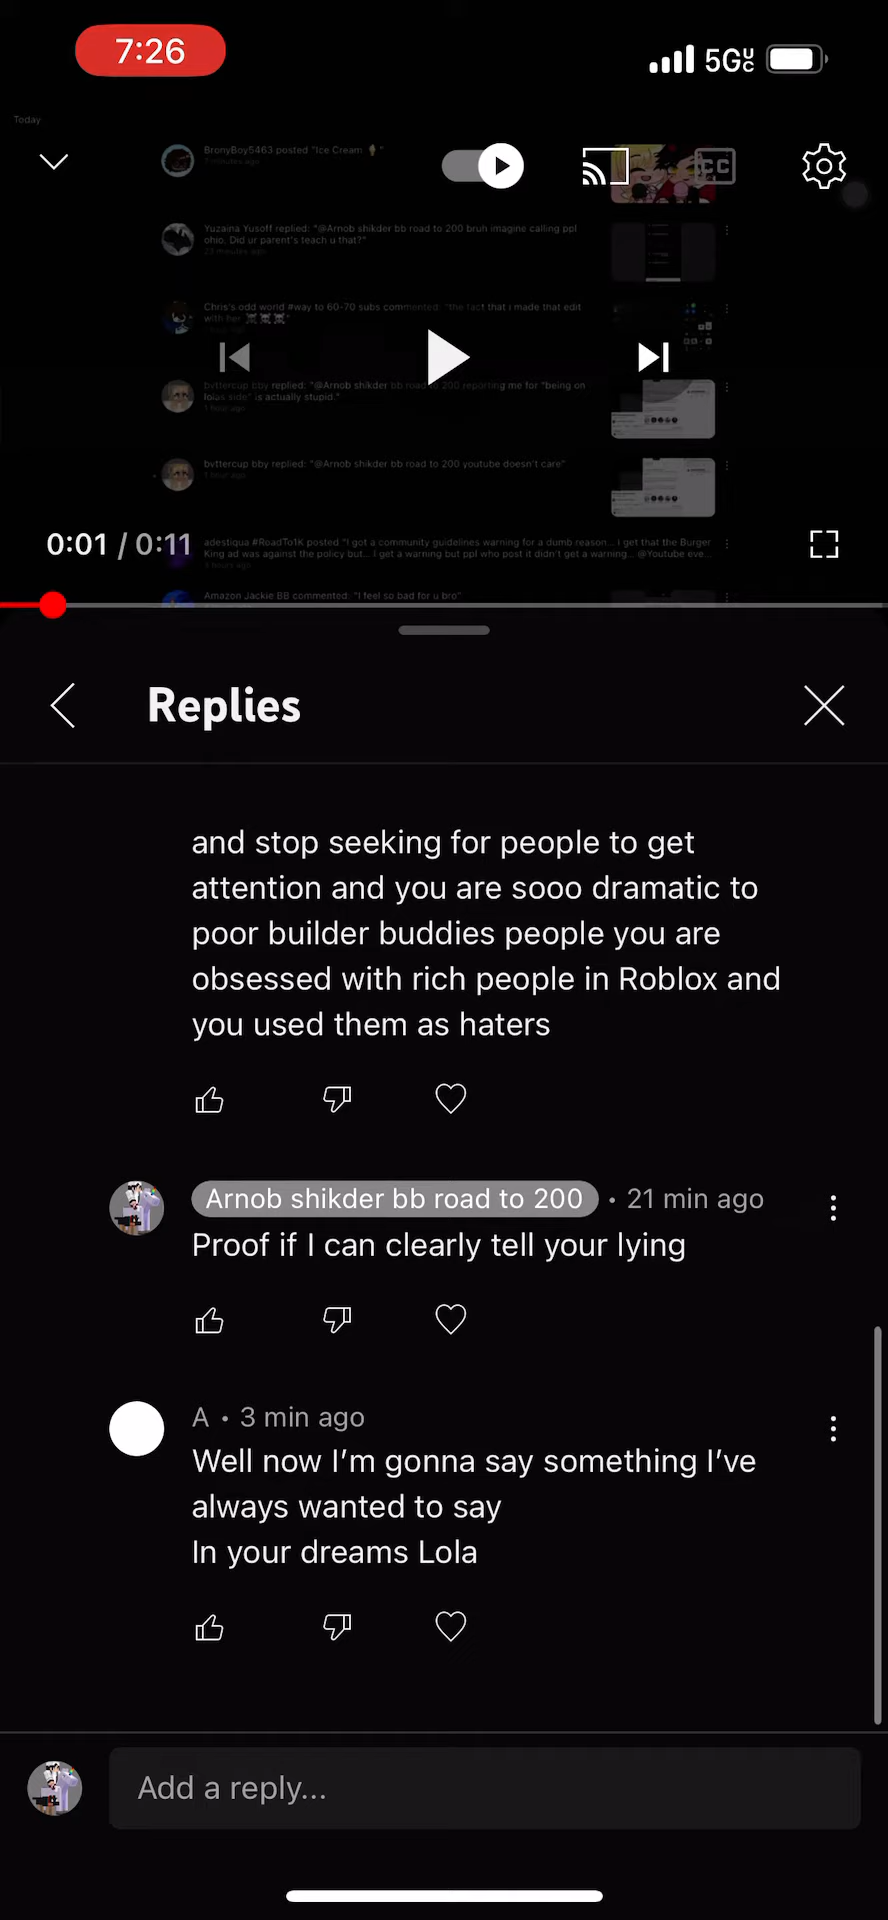 7:26
5GUC
Today
BronyBoy5463 posted "Ice Cream 🍦"
7 minutes ago
CC
Yuzaina Yusoff replied: "@Arnob shikder bb road to 200 bruh imagine calling ppl
ohio. Did ur parent's teach u that?"
23 minutes ago
Chris's odd world #way to 60-70 subs commented: "the fact that i made that edit
with her ☠️☠️☠️"
bvttercup bby replied: "@Arnob shikder bb road to 200 reporting me for "being on
lolas side" is actually stupid."
1 hour ago
bvttercup bby replied: "@Arnob shikder bb road to 200 youtube doesn't care"
1 hour ago
0:01 / 0:11
adestiqua #RoadTo1K posted "I got a community guidelines warning for a dumb reason... i get that the Burger
King ad was against the policy but... I get a warning but ppl who post it didn't get a warning... @Youtube eve...
hours ago
Amazon Jackie BB commented: "I feel so bad for u bro"
Replies
and stop seeking for people to get
attention and you are sooo dramatic to
poor builder buddies people you are
obsessed with rich people in Roblox and
you used them as haters
Arnob shikder bb road to 200 • 21 min ago
Proof if I can clearly tell your lying
A • 3 min ago
Well now I'm gonna say something I've
always wanted to say
In your dreams Lola
Add a reply...